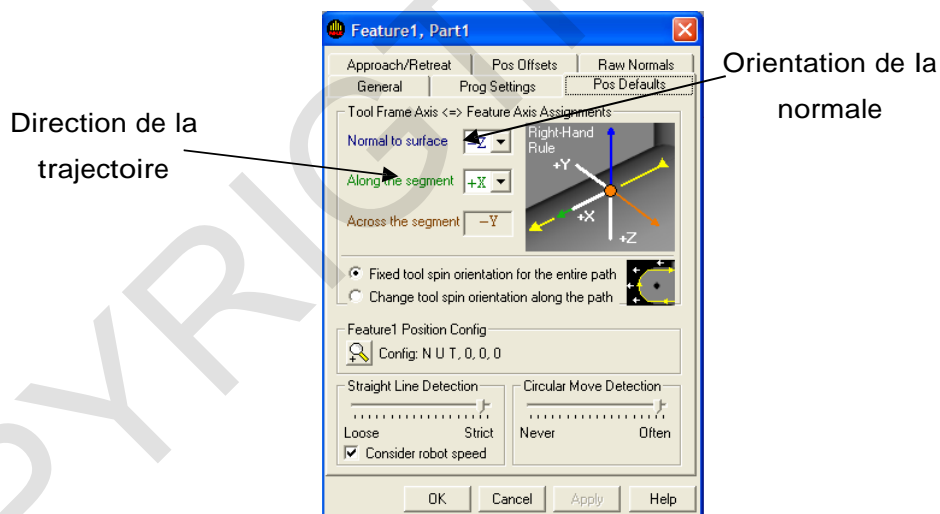 Feature1, Part1
Approach/Retreat Pos Offsets Raw Normals
General Prog Settings Pos Defaults
Orientation de la
normale
Direction de la
trajectoire
Tool Frame Axis <=> Feature Axis Assignments
Normal to surface -Z
Along the segment +X
Across the segment -Y
Right-Hand
Rule
+Y
+X
+Z
Fixed tool spin orientation for the entire path
Change tool spin orientation along the path
Feature1 Position Config
Config: N U T, 0, 0, 0
Straight Line Detection
Loose Strict
Consider robot speed
Circular Move Detection
Never Often
OK Cancel Apply Help
PYRIGT